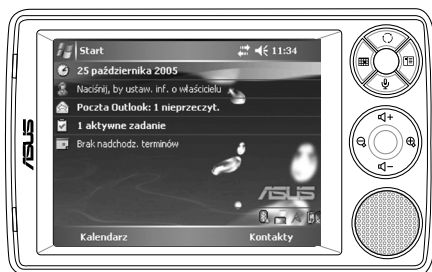 Start 11:34
25 października 2005
Naciśnij, by ustaw. inf. o właścicielu
Poczta Outlook: 1 nieprzeczyt.
1 aktywne zadanie
Brak nadchodz. terminów
/SUS
Kalendarz Kontakty
ASUS
+
-